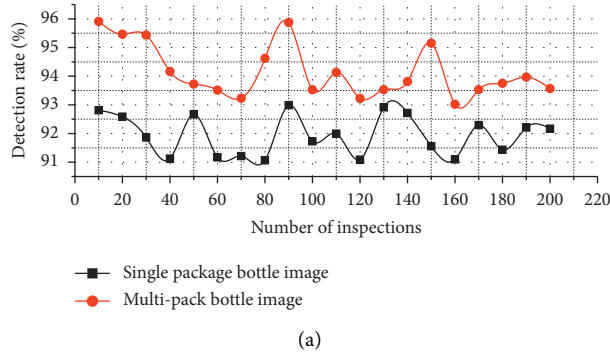 96
95
94
93
92
91
Detection rate (%)
0 20 40 60 80 100 120 140 160 180 200 220
Number of inspections
Single package bottle image
Multi-pack bottle image
(a)